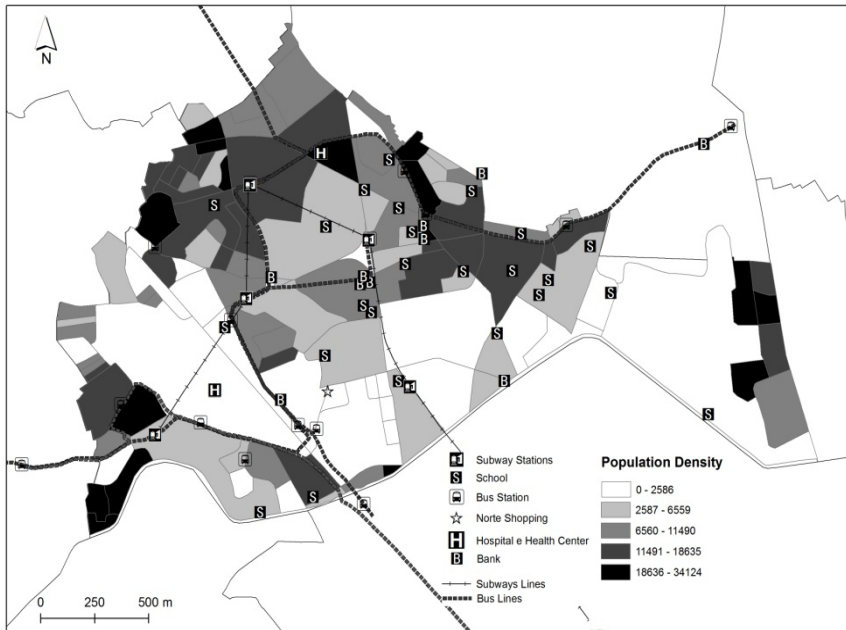 N
H
S
S
B
S
B
S
S
S
S
B
B
S
S
S
S
S
B
B
B
B
S
S
S
S
S
S
S
S
S
H
S
B
B
S
S
S
Subway Stations
S School
Bus Station
Norte Shopping
H Hospital e Health Center
B Bank
Subways Lines
Bus Lines
Population Density
0 - 2586
2587 - 6559
6560 - 11490
11491 - 18635
18636 - 34124
0 250 500 m